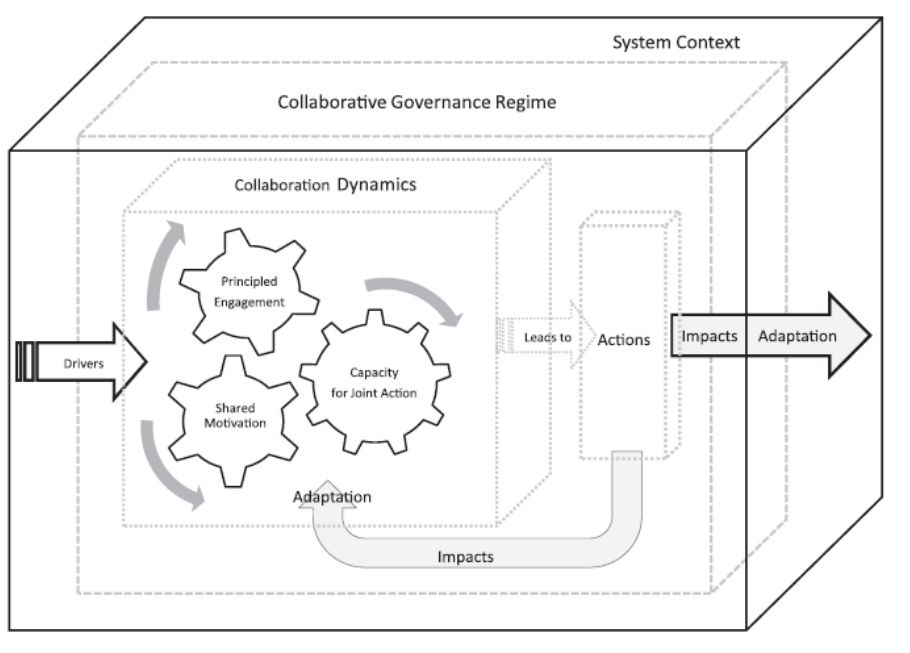 System Context
Collaborative Governance Regime
Collaboration Dynamics
Principled
Engagement
Drivers
Shared
Motivation
Capacity
for Joint Action
Leads to
Actions
Impacts
Adaptation
Adaptation
Impacts